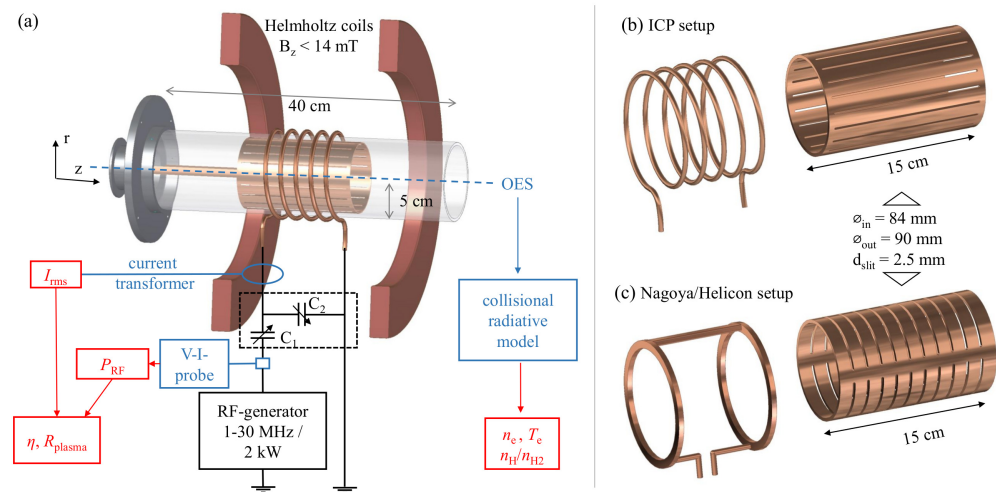 (a)
Helmholtz coils
B_z < 14 mT
40 cm
r
z
5 cm
OES
current
transformer
I_rms
C_2
C_1
V-I-
probe
P_RF
η, R_plasma
RF-generator
1-30 MHz /
2 kW
collisional
radiative
model
n_e , T_e
n_H/n_H2
(b) ICP setup
15 cm
⌀_in = 84 mm
⌀_out = 90 mm
d_slit = 2.5 mm
(c) Nagoya/Helicon setup
15 cm